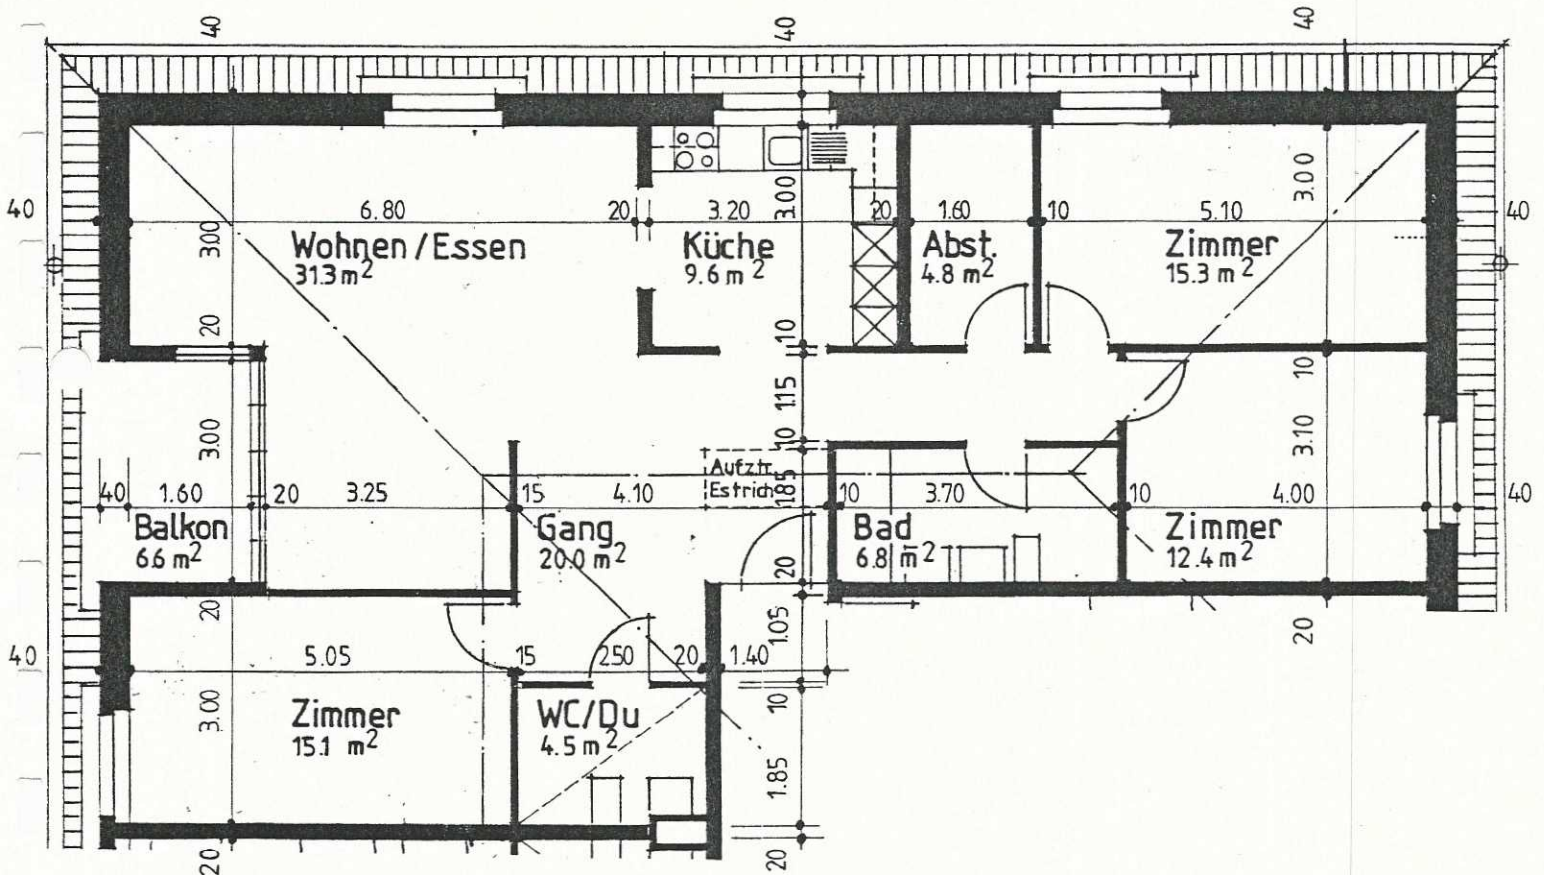 40
40
40
40
6.80
20
3.20
3.00
20
1.60
10
5.10
3.00
40
Wohnen/Essen
31.3 m²
3.00
Küche
9.6 m²
Abst.
4.8 m²
Zimmer
15.3 m²
20
10
10
3.00
1.15
10
3.10
Aufztr.
Estrich
1.85
40
1.60
20
3.25
15
4.10
10
3.70
10
4.00
40
Balkon
6.6 m²
Gang
20.0 m²
Bad
6.8 m²
Zimmer
12.4 m²
20
20
1.05
20
40
5.05
15
2.50
20
1.40
3.00
10
Zimmer
15.1 m²
WC/Du
4.5 m²
1.85
20
20